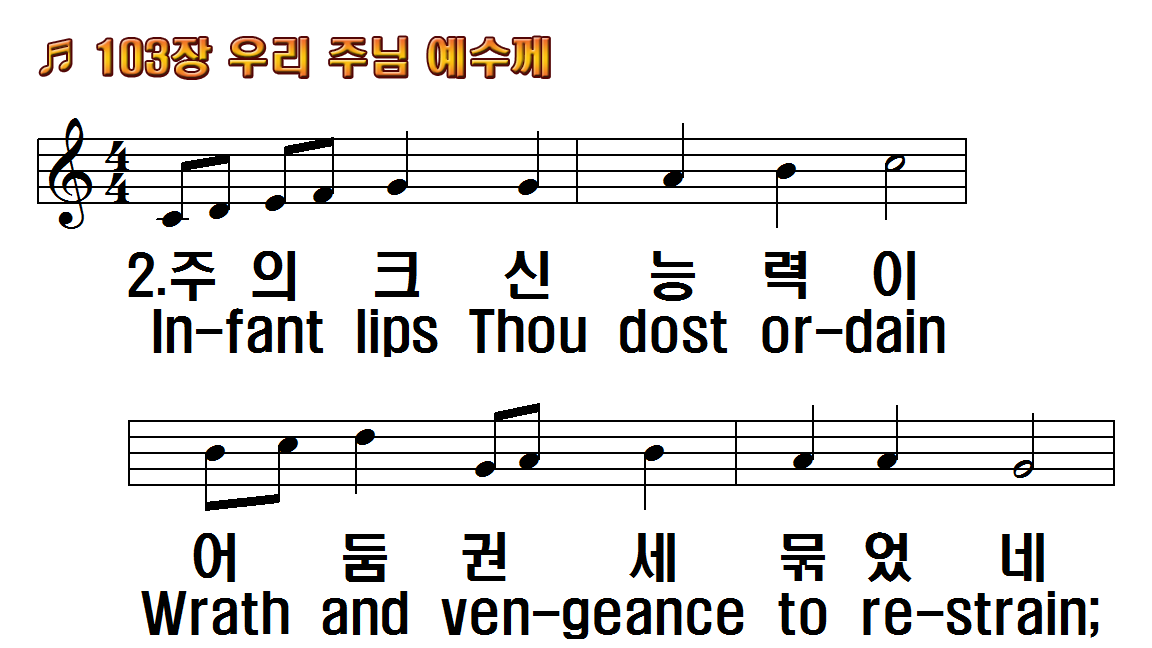 ♬ 103장 우리 주님 예수께
2.주 의 크 신 능 력 이
In-fant lips Thou dost or-dain
어 둠 권 세 묶 었 네
Wrath and ven-geance to re-strain;